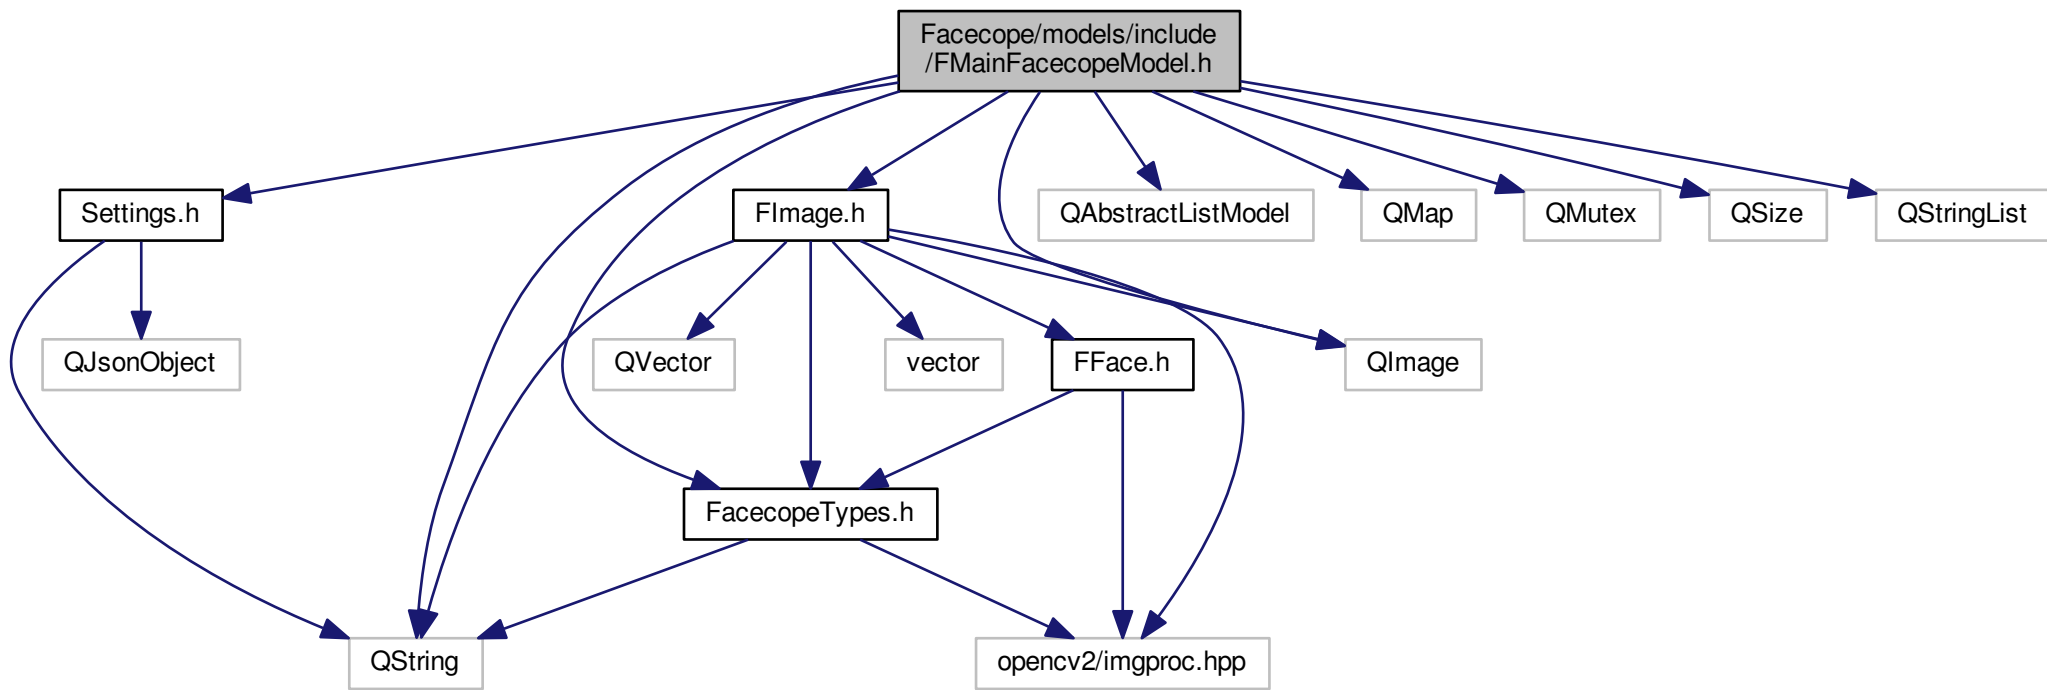 Facecope/models/include
/FMainFacecopeModel.h
Settings.h
FImage.h
QAbstractListModel
QMap
QMutex
QSize
QStringList
QJsonObject
QVector
vector
FFace.h
QImage
FacecopeTypes.h
QString
opencv2/imgproc.hpp